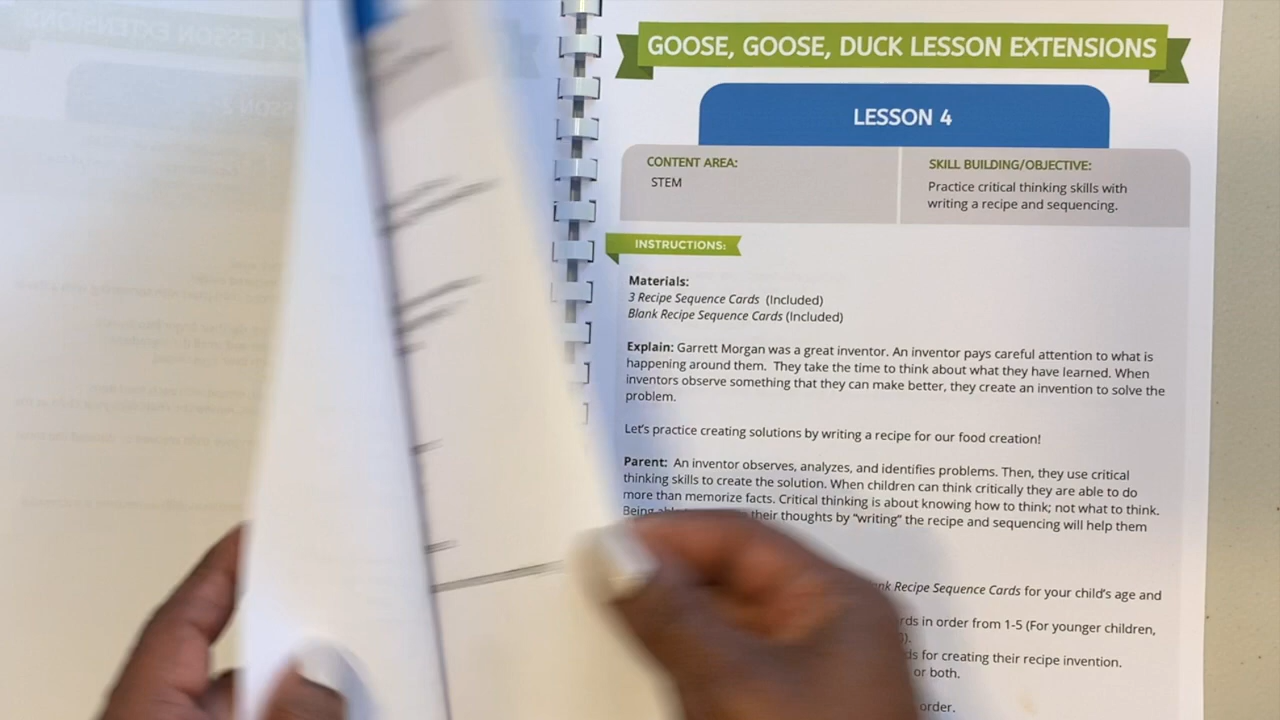 GOOSE, GOOSE, DUCK LESSON EXTENSIONS
LESSON 4
CONTENT AREA:
STEM
SKILL BUILDING/OBJECTIVE:
Practice critical thinking skills with
writing a recipe and sequencing.
INSTRUCTIONS:
Materials:
3 Recipe Sequence Cards (Included)
Blank Recipe Sequence Cards (Included)
Explain: Garrett Morgan was a great inventor. An inventor pays careful attention to what is
happening around them. They take the time to think about what they have learned. When
inventors observe something that they can make better, they create an invention to solve the
problem.
Let's practice creating solutions by writing a recipe for our food creation!
Parent: An inventor observes, analyzes, and identifies problems. Then, they use critical
thinking skills to create the solution. When children can think critically they are able to do
more than memorize facts. Critical thinking is about knowing how to think; not what to think.
Being their thoughts by "writing" the recipe and sequencing will help them
Recipe Sequence Cards for your child's age and
in order from 1-5 (For younger children,
for creating their recipe invention.
or both.
order.